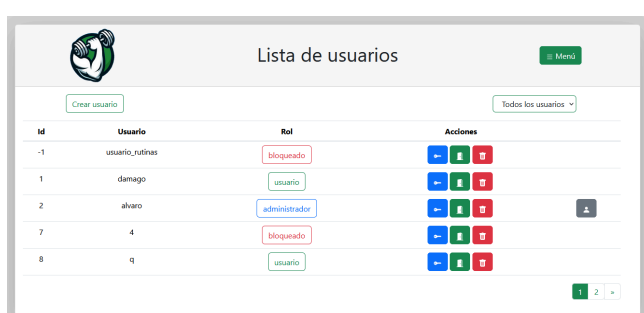 Lista de usuarios
≡ Menú
Crear usuario
Todos los usuarios
Id Usuario Rol Acciones
-1 usuario_rutinas bloqueado
1 damago usuario
2 alvaro administrador
7 4 bloqueado
8 q usuario
1 2 »